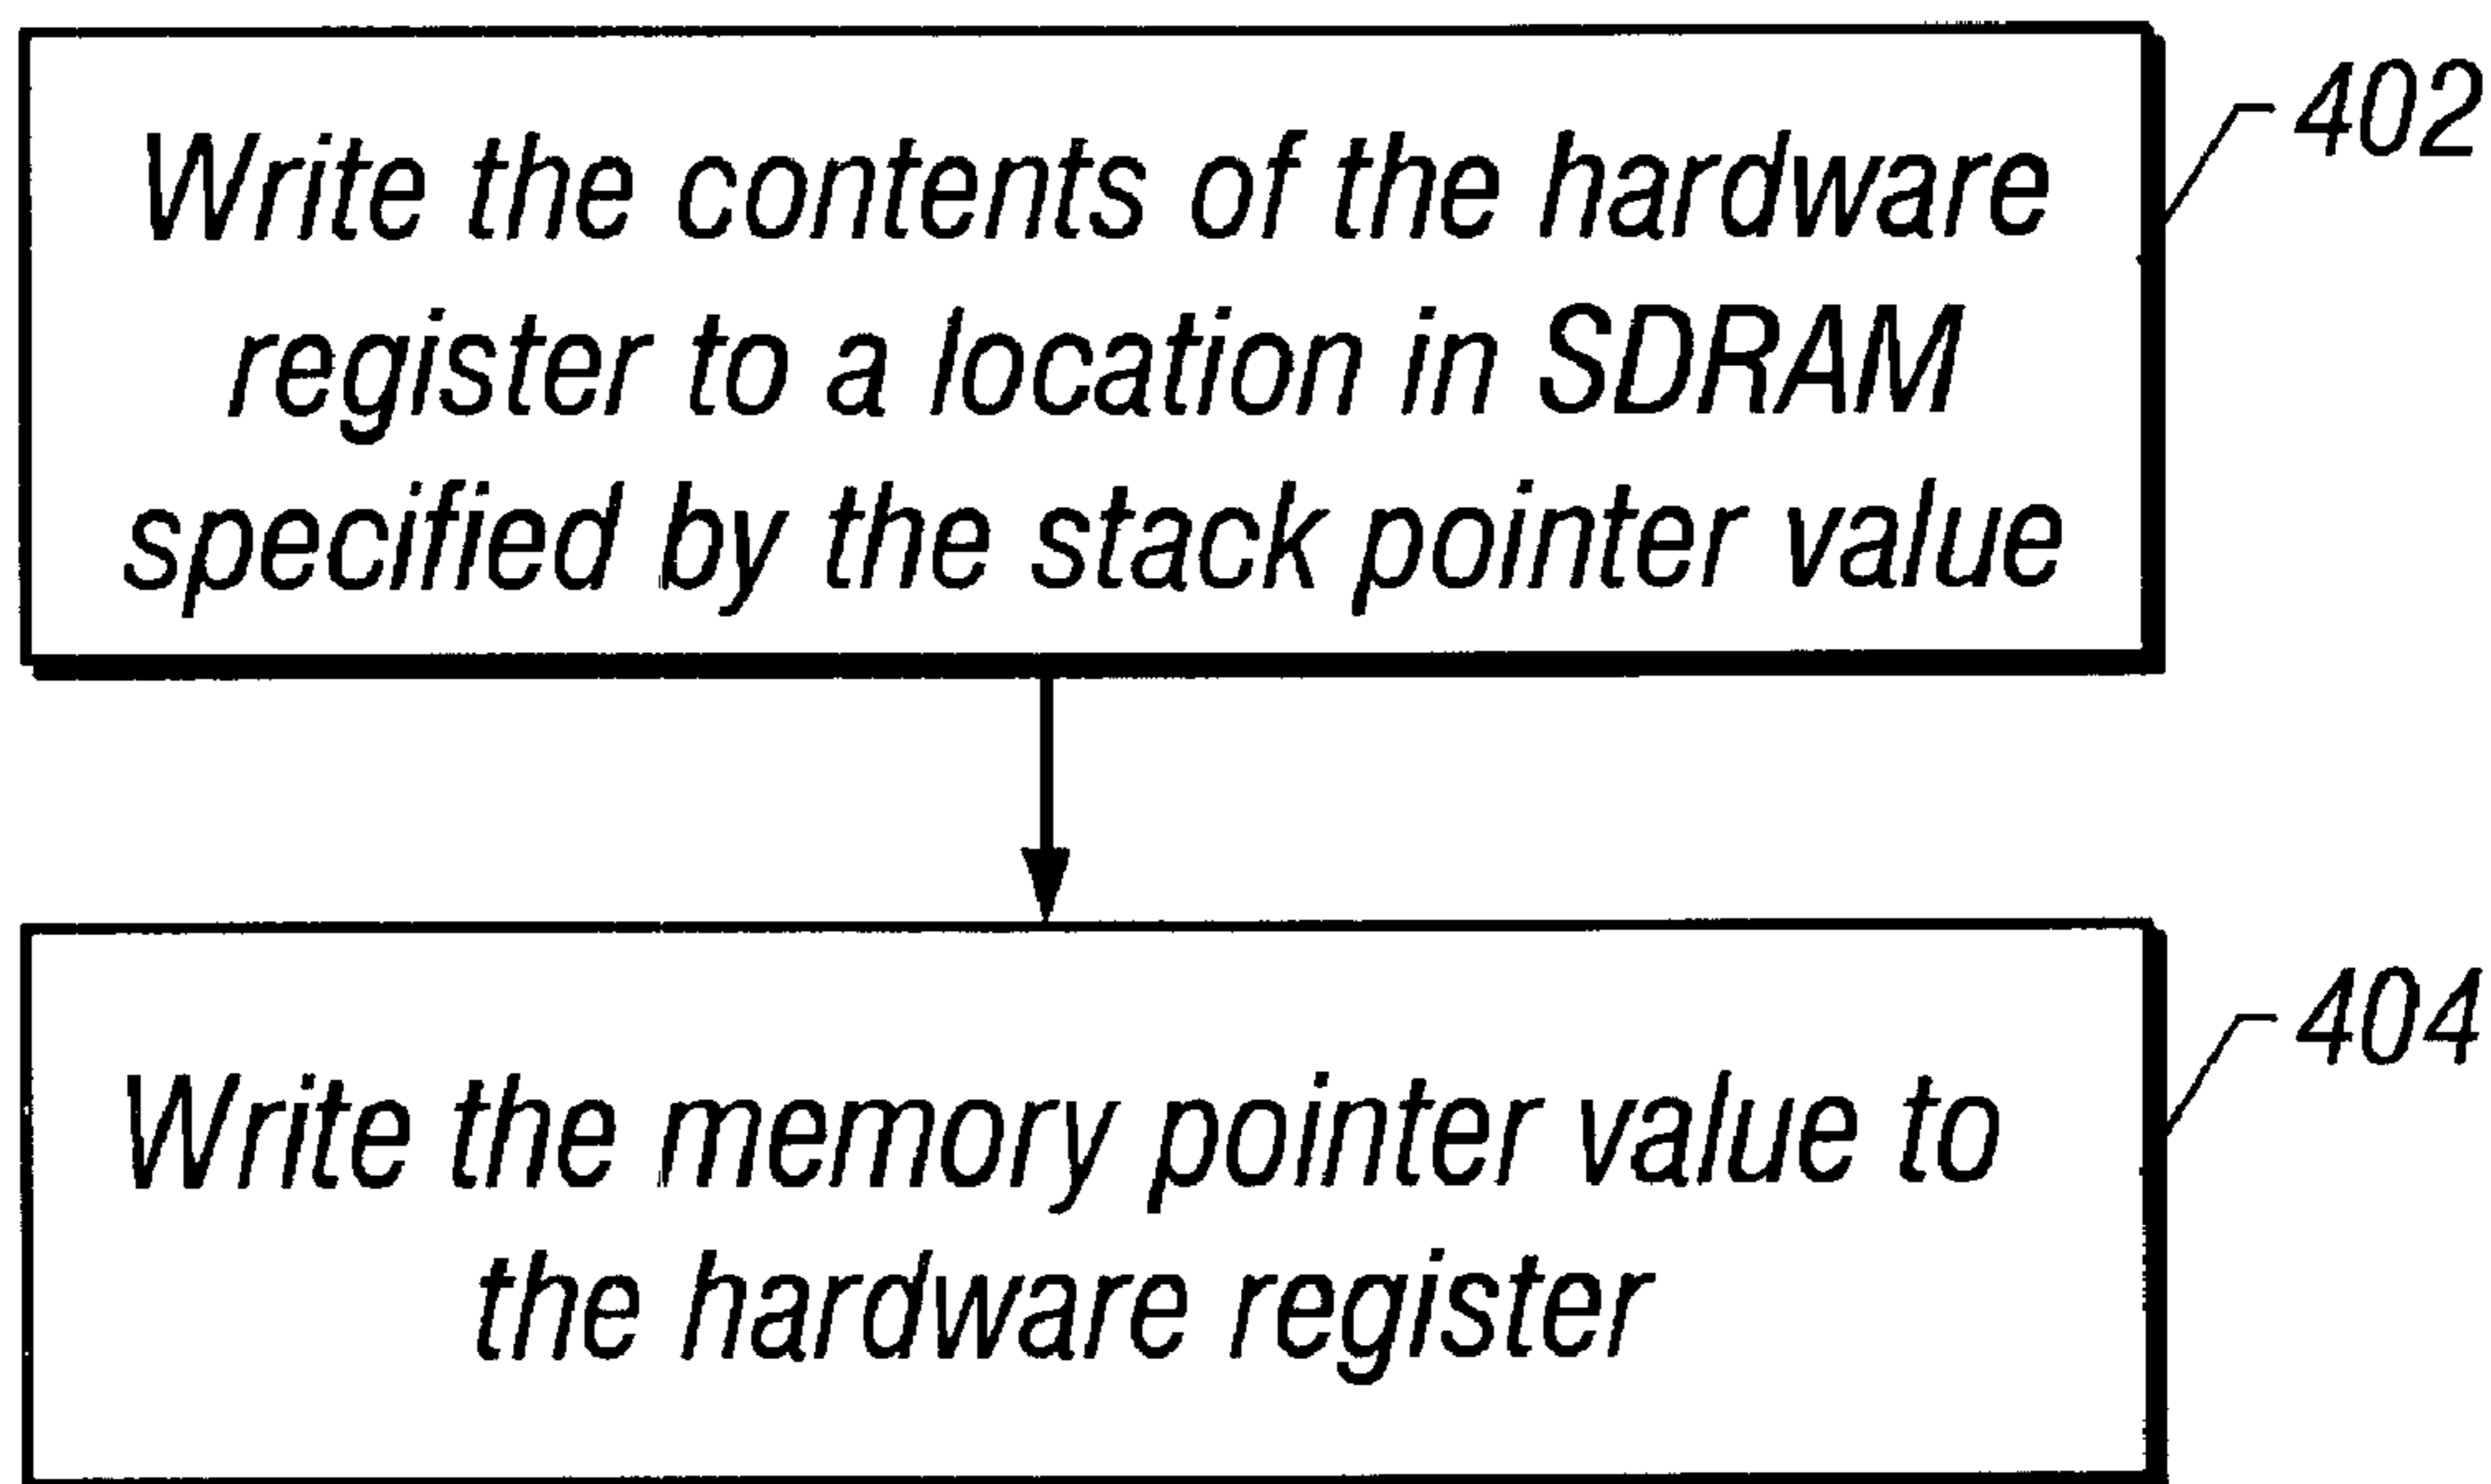 402
Write the contents of the hardware
register to a location in SDRAM
specified by the stack pointer value
404
Write the memory pointer value to
the hardware register